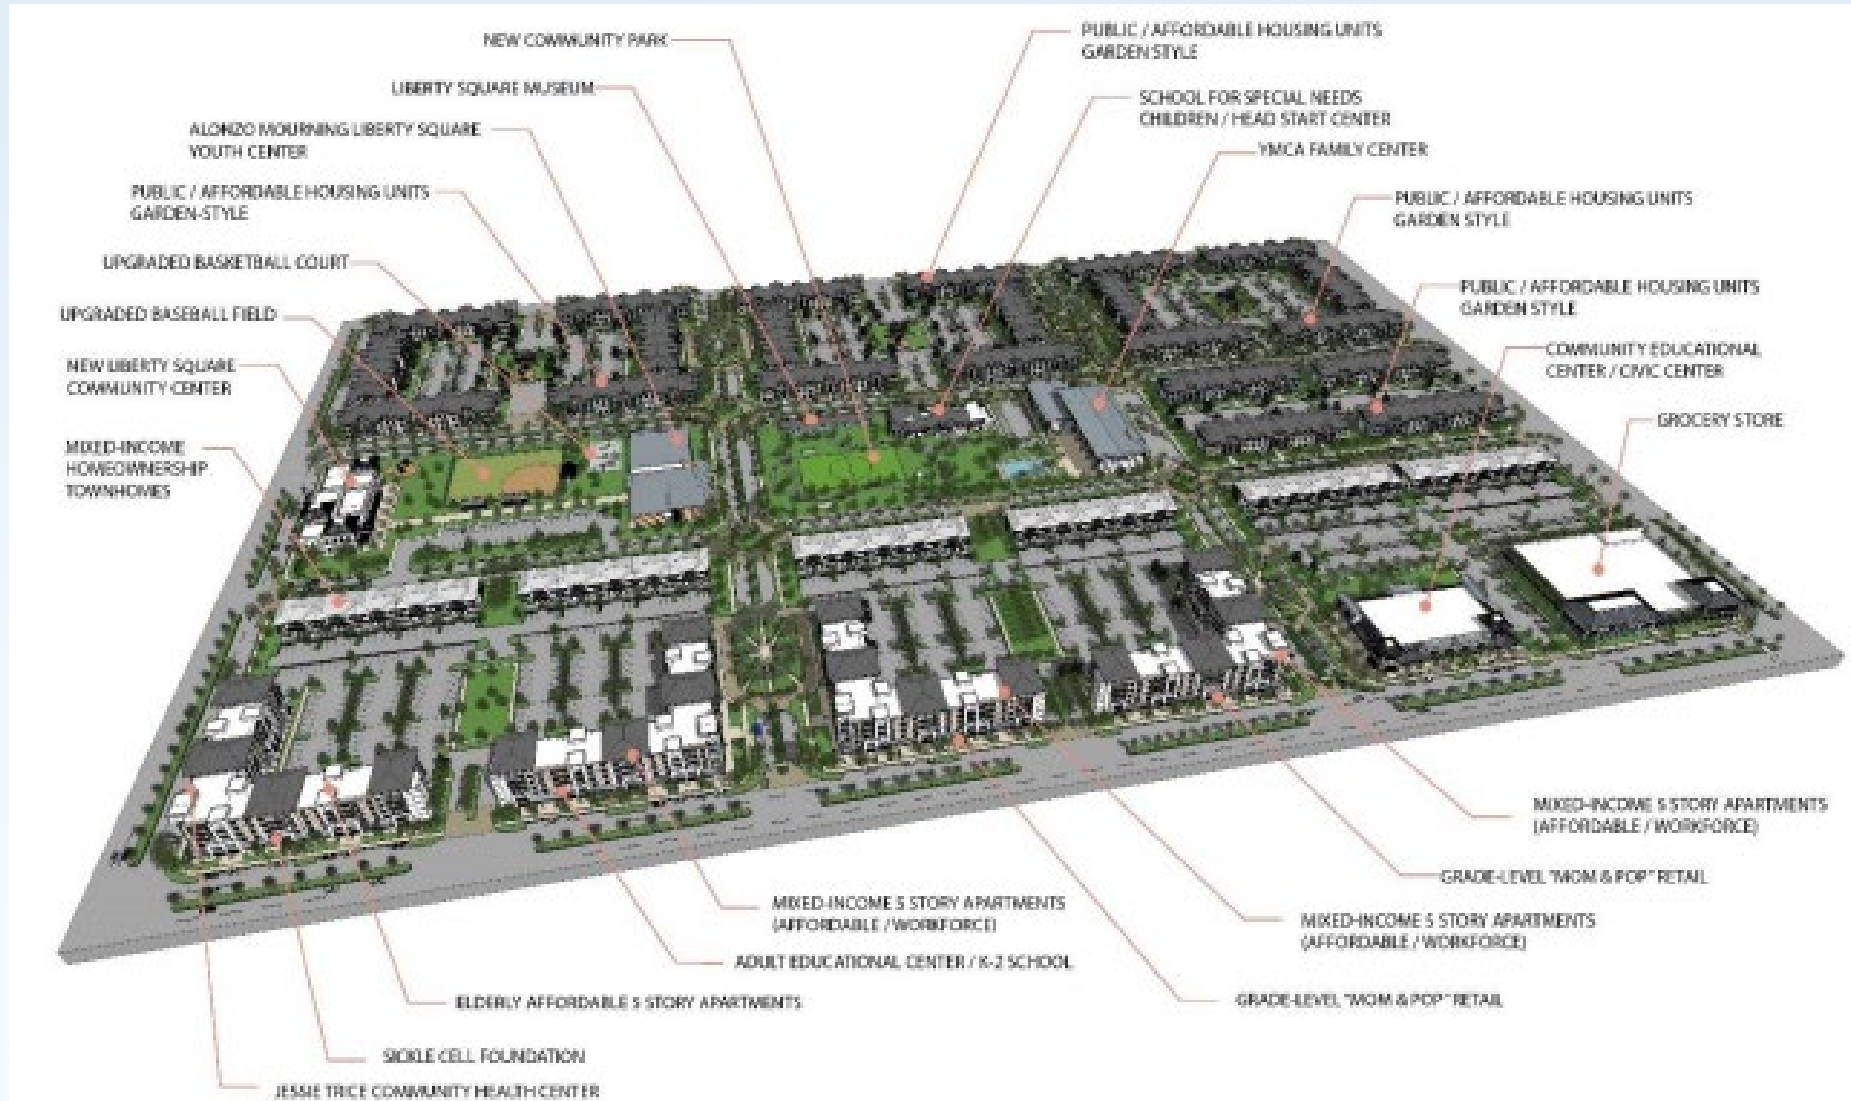 NEW COMMUNITY PARK
LIBERTY SQUARE MUSEUM
ALONZO MOURNING LIBERTY SQUARE
YOUTH CENTER
PUBLIC / AFFORDABLE HOUSING UNITS
GARDEN-STYLE
UPGRADED BASKETBALL COURT
UPGRADED BASEBALL FIELD
NEW LIBERTY SQUARE
COMMUNITY CENTER
MIXED-INCOME
HOMEOWNERSHIP
TOWNHOMES
PUBLIC / AFFORDABLE HOUSING UNITS
GARDEN STYLE
SCHOOL FOR SPECIAL NEEDS
CHILDREN / HEAD START CENTER
YMCA FAMILY CENTER
PUBLIC / AFFORDABLE HOUSING UNITS
GARDEN STYLE
PUBLIC / AFFORDABLE HOUSING UNITS
GARDEN STYLE
COMMUNITY EDUCATIONAL
CENTER / CIVIC CENTER
GROCERY STORE
MIXED-INCOME 5 STORY APARTMENTS
(AFFORDABLE / WORKFORCE)
GRADE-LEVEL "MOM & POP" RETAIL
MIXED-INCOME 5 STORY APARTMENTS
(AFFORDABLE / WORKFORCE)
GRADE-LEVEL "MOM & POP" RETAIL
MIXED-INCOME 5 STORY APARTMENTS
(AFFORDABLE / WORKFORCE)
ADULT EDUCATIONAL CENTER / K-2 SCHOOL
ELDERLY AFFORDABLE 5 STORY APARTMENTS
SICKLE CELL FOUNDATION
JESSIE TRICE COMMUNITY HEALTH CENTER